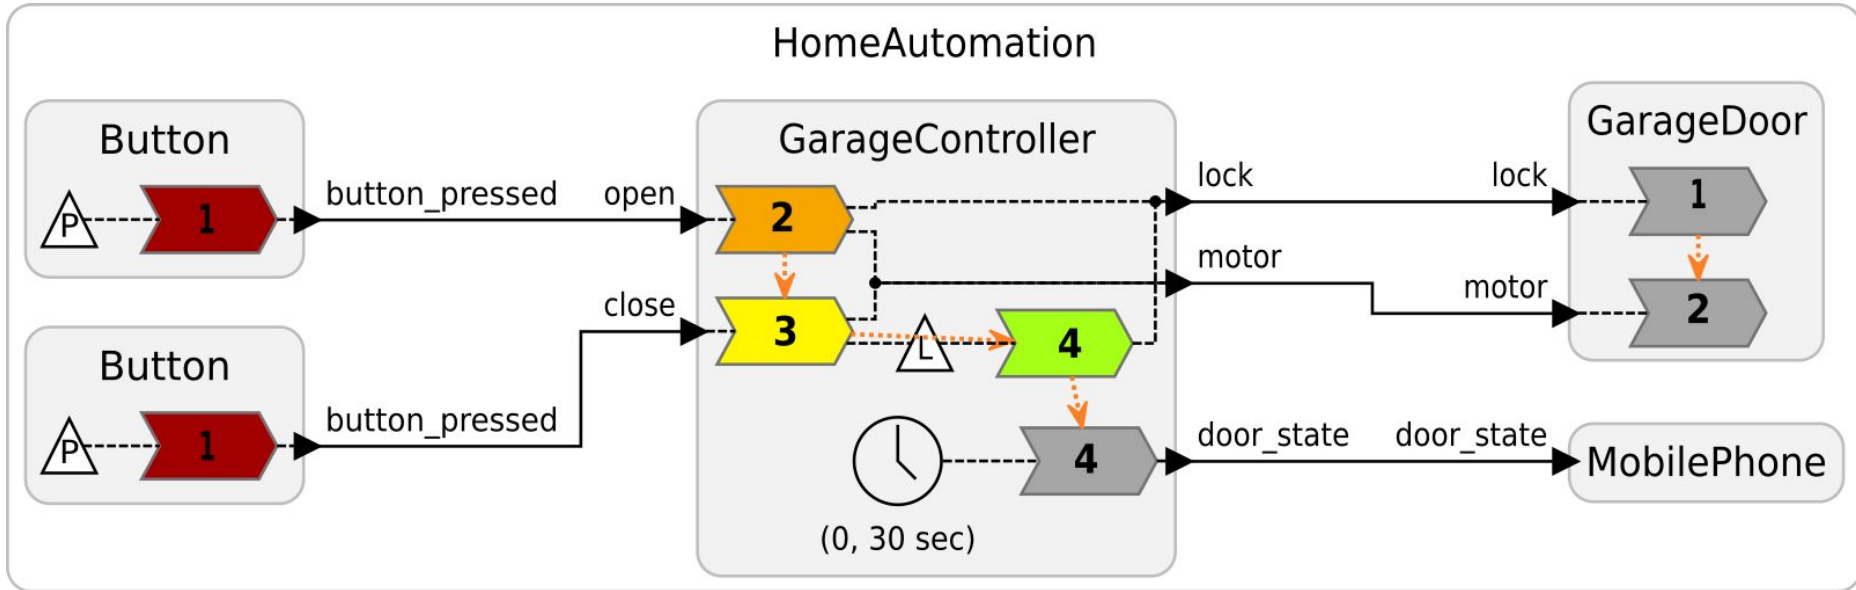 HomeAutomation
Button
P
1
button_pressed
open
GarageController
2
3
L
4
4
(0, 30 sec)
close
Button
P
1
button_pressed
lock
lock
motor
motor
door_state
door_state
GarageDoor
1
2
MobilePhone